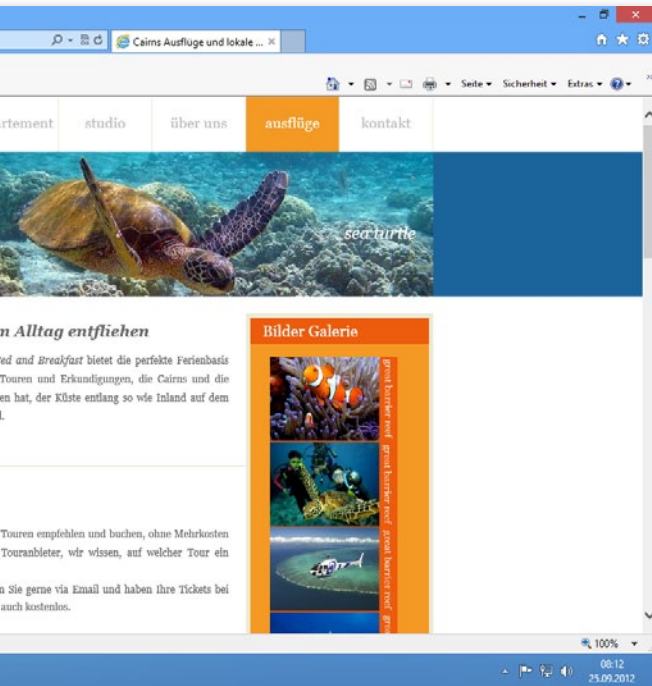 Cairns Ausflüge und lokale ...
Seite Sicherheit Extras
artement studio über uns ausflüge kontakt
sea turtle
n Alltag entfliehen
ed and Breakfast bietet die perfekte Ferienbasis
Touren und Erkundigungen, die Cairns und die
en hat, der Küste entlang so wie Inland auf dem
l.
Touren empfehlen und buchen, ohne Mehrkosten
Touranbieter, wir wissen, auf welcher Tour ein
n Sie gerne via Email und haben Ihre Tickets bei
auch kostenlos.
Bilder Galerie
great barrier reef
great barrier reef
great barrier reef
grea
100%
08:12
25.09.2012